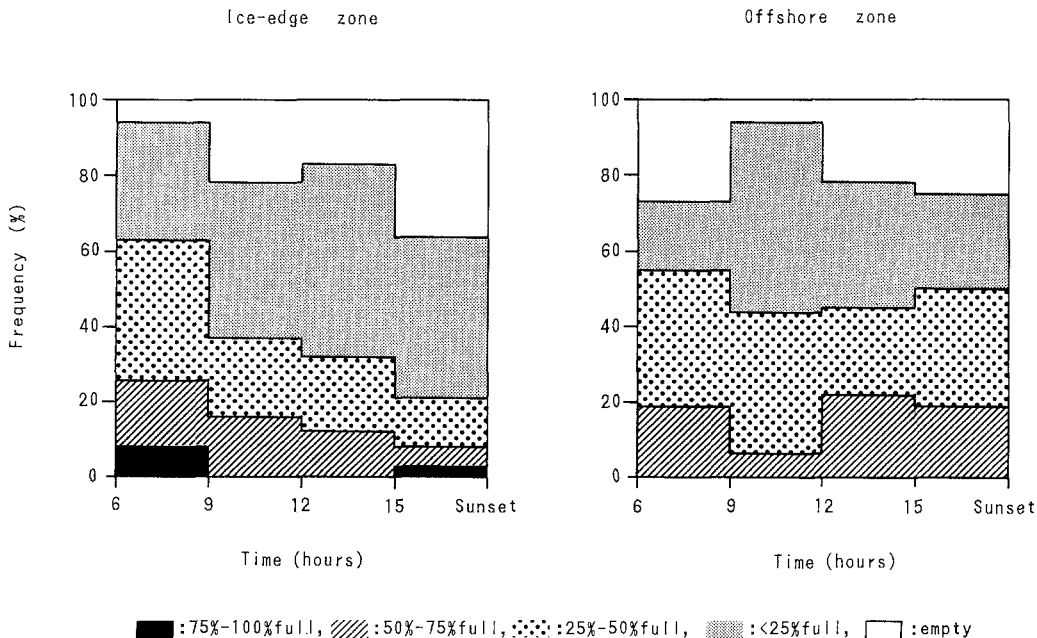 Ice-edge zone
Offshore zone
Frequency (%)
100
80
60
40
20
0
6 9 12 15 Sunset
Time (hours)
100
80
60
40
20
0
6 9 12 15 Sunset
Time (hours)
:75%-100%full, :50%-75%full, :25%-50%full, :<25%full, :empty